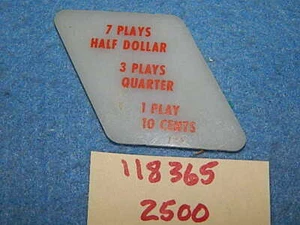 7 PLAYS
HALF DOLLAR
3 PLAYS
QUARTER
1 PLAY
10 CENTS
118365
2500